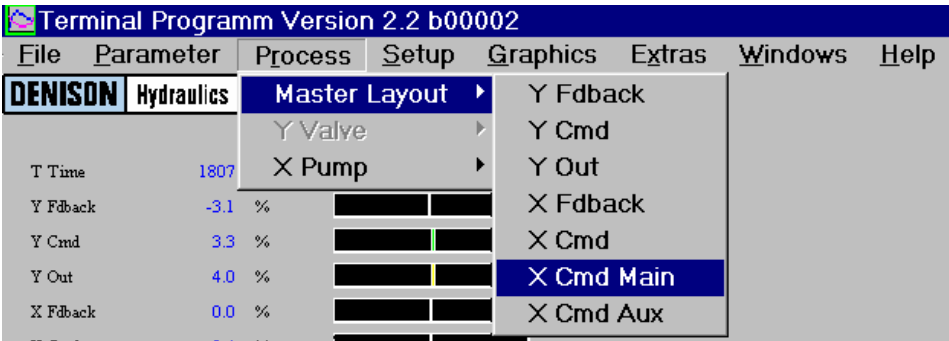 Terminal Programm Version 2.2 b00002
File Parameter Process Setup Graphics Extras Windows Help
DENISON Hydraulics
Master Layout
Y Valve
X Pump
Y Fdback
Y Cmd
Y Out
X Fdback
X Cmd
X Cmd Main
X Cmd Aux
T Time 1807
Y Fdback -3.1 %
Y Cmd 3.3 %
Y Out 4.0 %
X Fdback 0.0 %